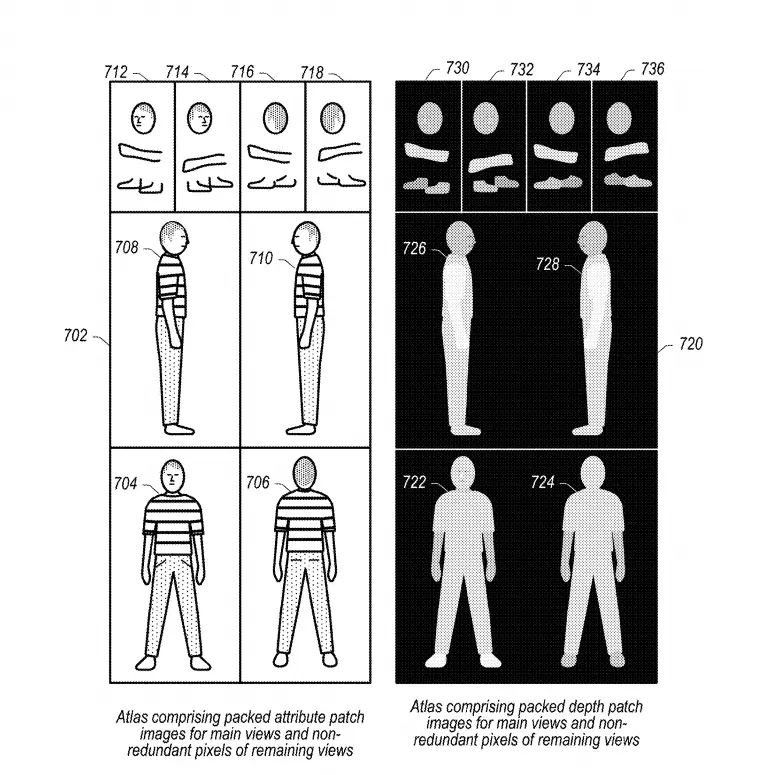 712 714 716 718
730 732 734 736
708
710
726
728
702
720
704
706
722
724
Atlas comprising packed attribute patch
images for main views and non-
redundant pixels of remaining views
Atlas comprising packed depth patch
images for main views and non-
redundant pixels of remaining views